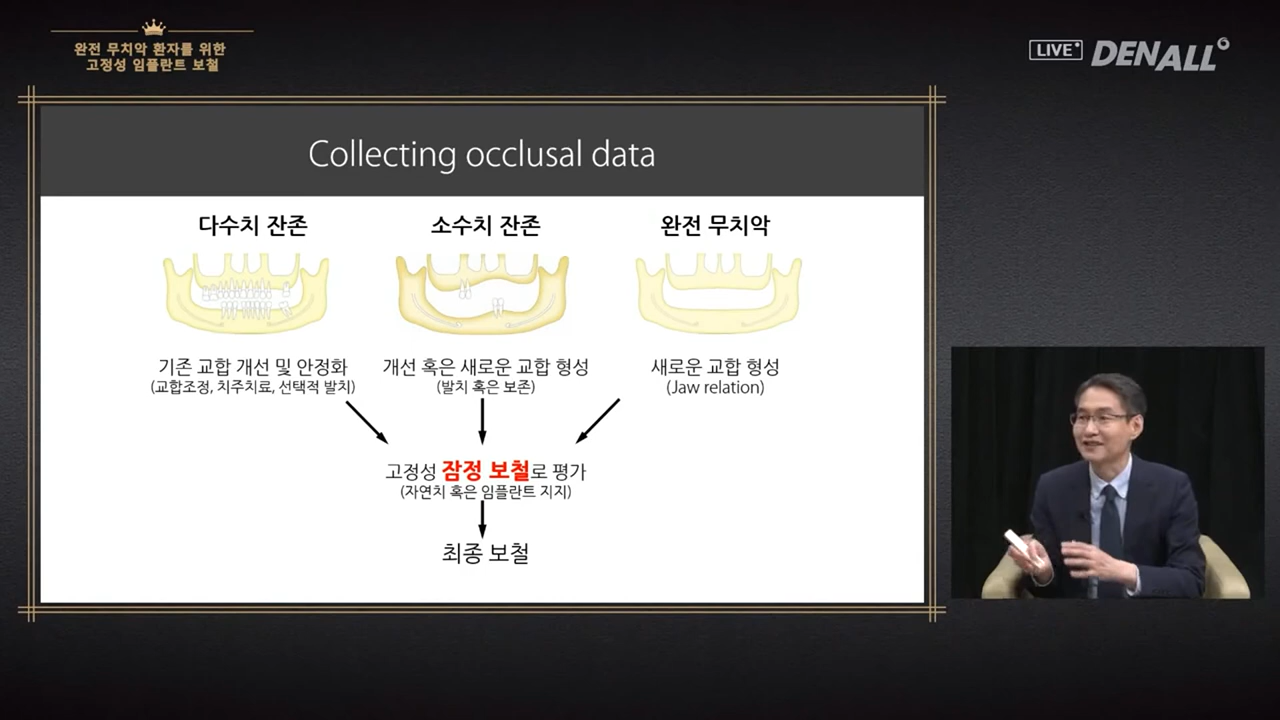 완전 무치악 환자를 위한
고정성 임플란트 보철
LIVE
DENALL
Collecting occlusal data
다수치 잔존
소수치 잔존
완전 무치악
기존 교합 개선 및 안정화
(교합조정, 치주치료, 선택적 발치)
개선 혹은 새로운 교합 형성
(발치 혹은 보존)
새로운 교합 형성
(Jaw relation)
고정성 잠정 보철로 평가
(자연치 혹은 임플란트 지지)
최종 보철